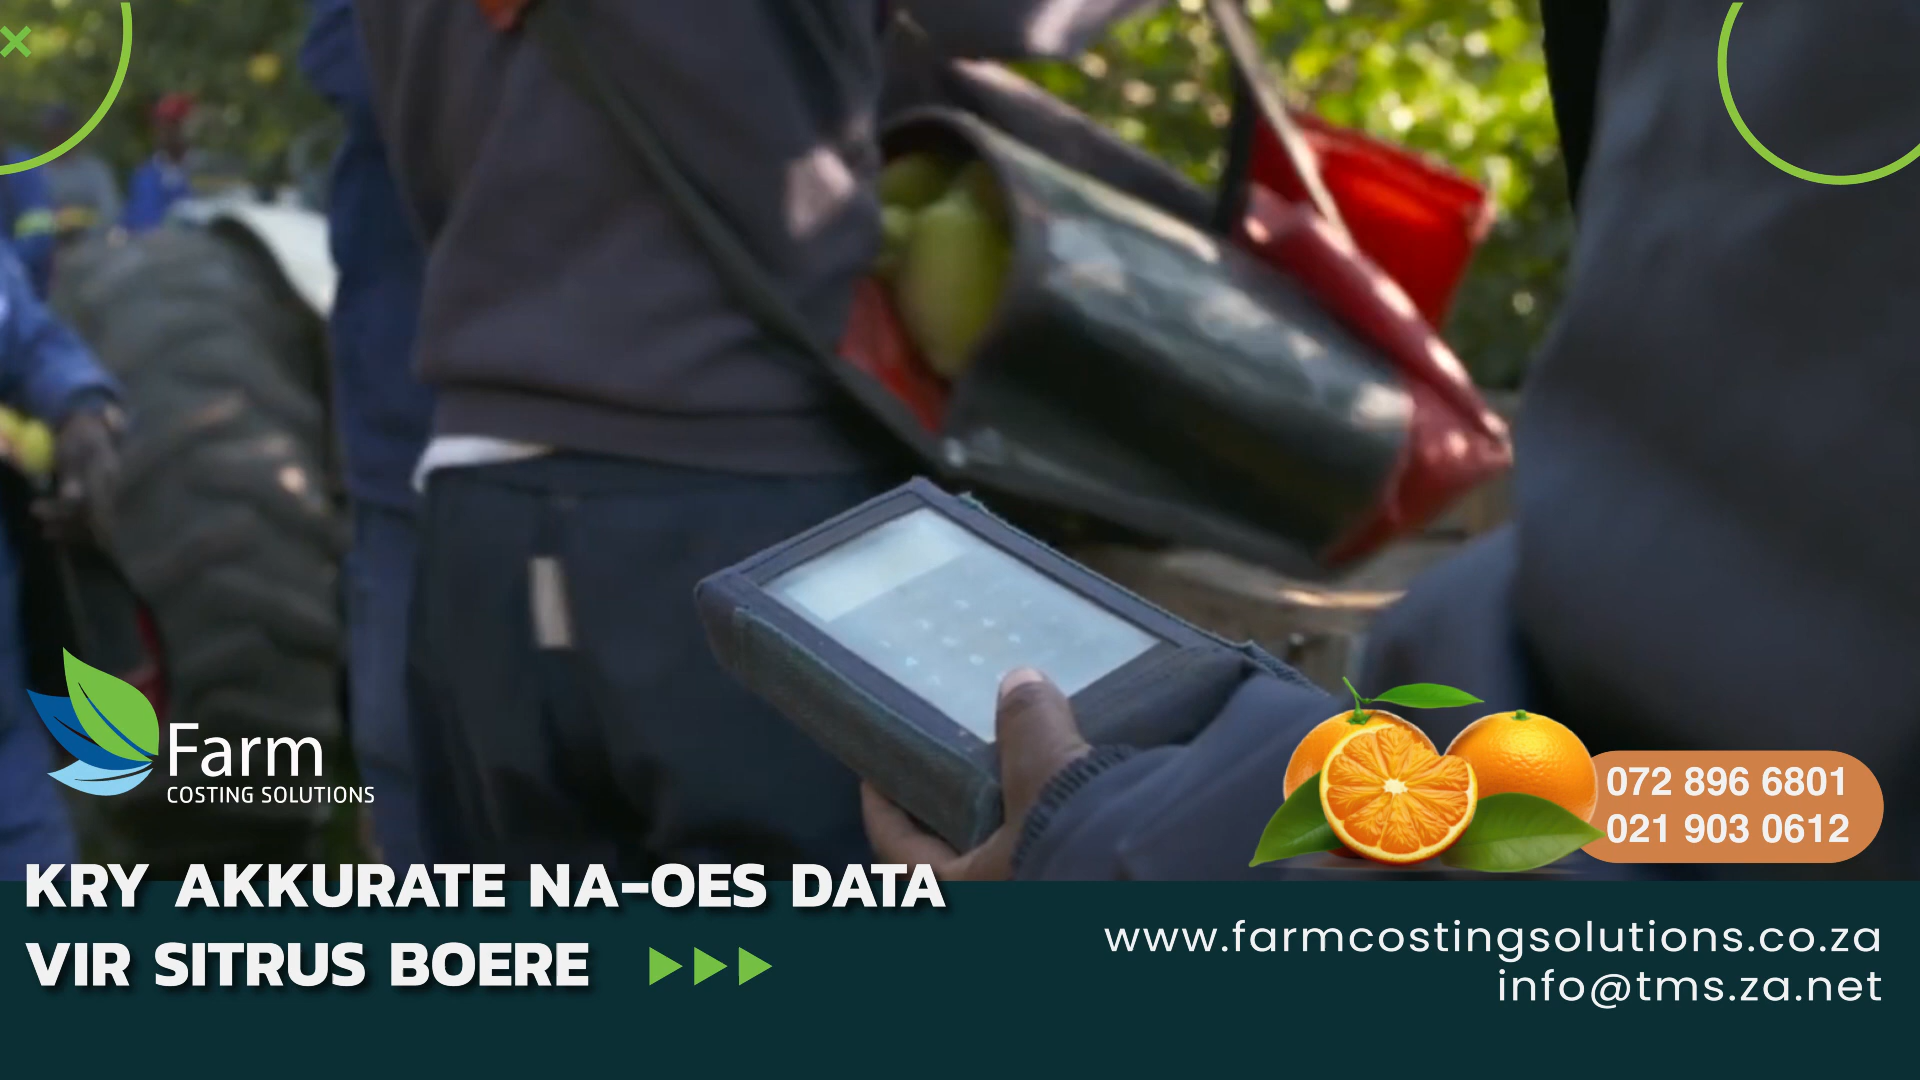 Farm
COSTING SOLUTIONS
072 896 6801
021 903 0612
KRY AKKURATE NA-OES DATA
VIR SITRUS BOERE
www.farmcostingsolutions.co.za
info@tms.za.net